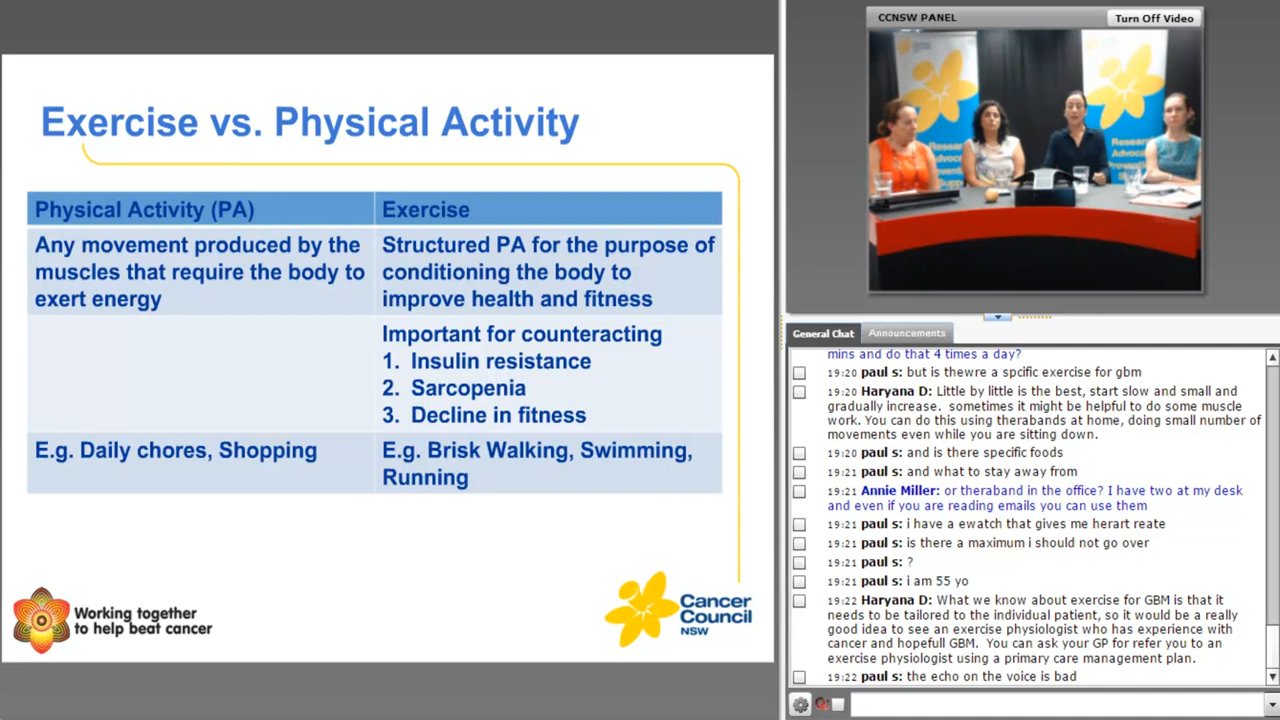 Exercise vs. Physical Activity
Physical Activity (PA)
Exercise
Any movement produced by the
muscles that require the body to
exert energy
Structured PA for the purpose of
conditioning the body to
improve health and fitness
Important for counteracting
1. Insulin resistance
2. Sarcopenia
3. Decline in fitness
E.g. Daily chores, Shopping
E.g. Brisk Walking, Swimming,
Running
Working together
to help beat cancer
Cancer
Council
NSW
CCNSW PANEL
Turn Off Video
General Chat
Announcements
mins and do that 4 times a day?
19:20 paul s: but is thewre a spcific exercise for gbm
19:20 Haryana D: Little by little is the best, start slow and small and
gradually increase. sometimes it might be helpful to do some muscle
work. You can do this using therabands at home, doing small number of
movements even while you are sitting down.
19:20 paul s: and is there specific foods
19:21 paul s: and what to stay away from
19:21 Annie Miller: or theraband in the office? I have two at my desk
and even if you are reading emails you can use them
19:21 paul s: i have a ewatch that gives me herart reate
19:21 paul s: is there a maximum i should not go over
19:21 paul s: ?
19:21 paul s: i am 55 yo
19:22 Haryana D: What we know about exercise for GBM is that it
needs to be tailored to the individual patient, so it would be a really
good idea to see an exercise physiologist who has experience with
cancer and hopefull GBM. You can ask your GP for refer you to an
exercise physiologist using a primary care management plan.
19:22 paul s: the echo on the voice is bad